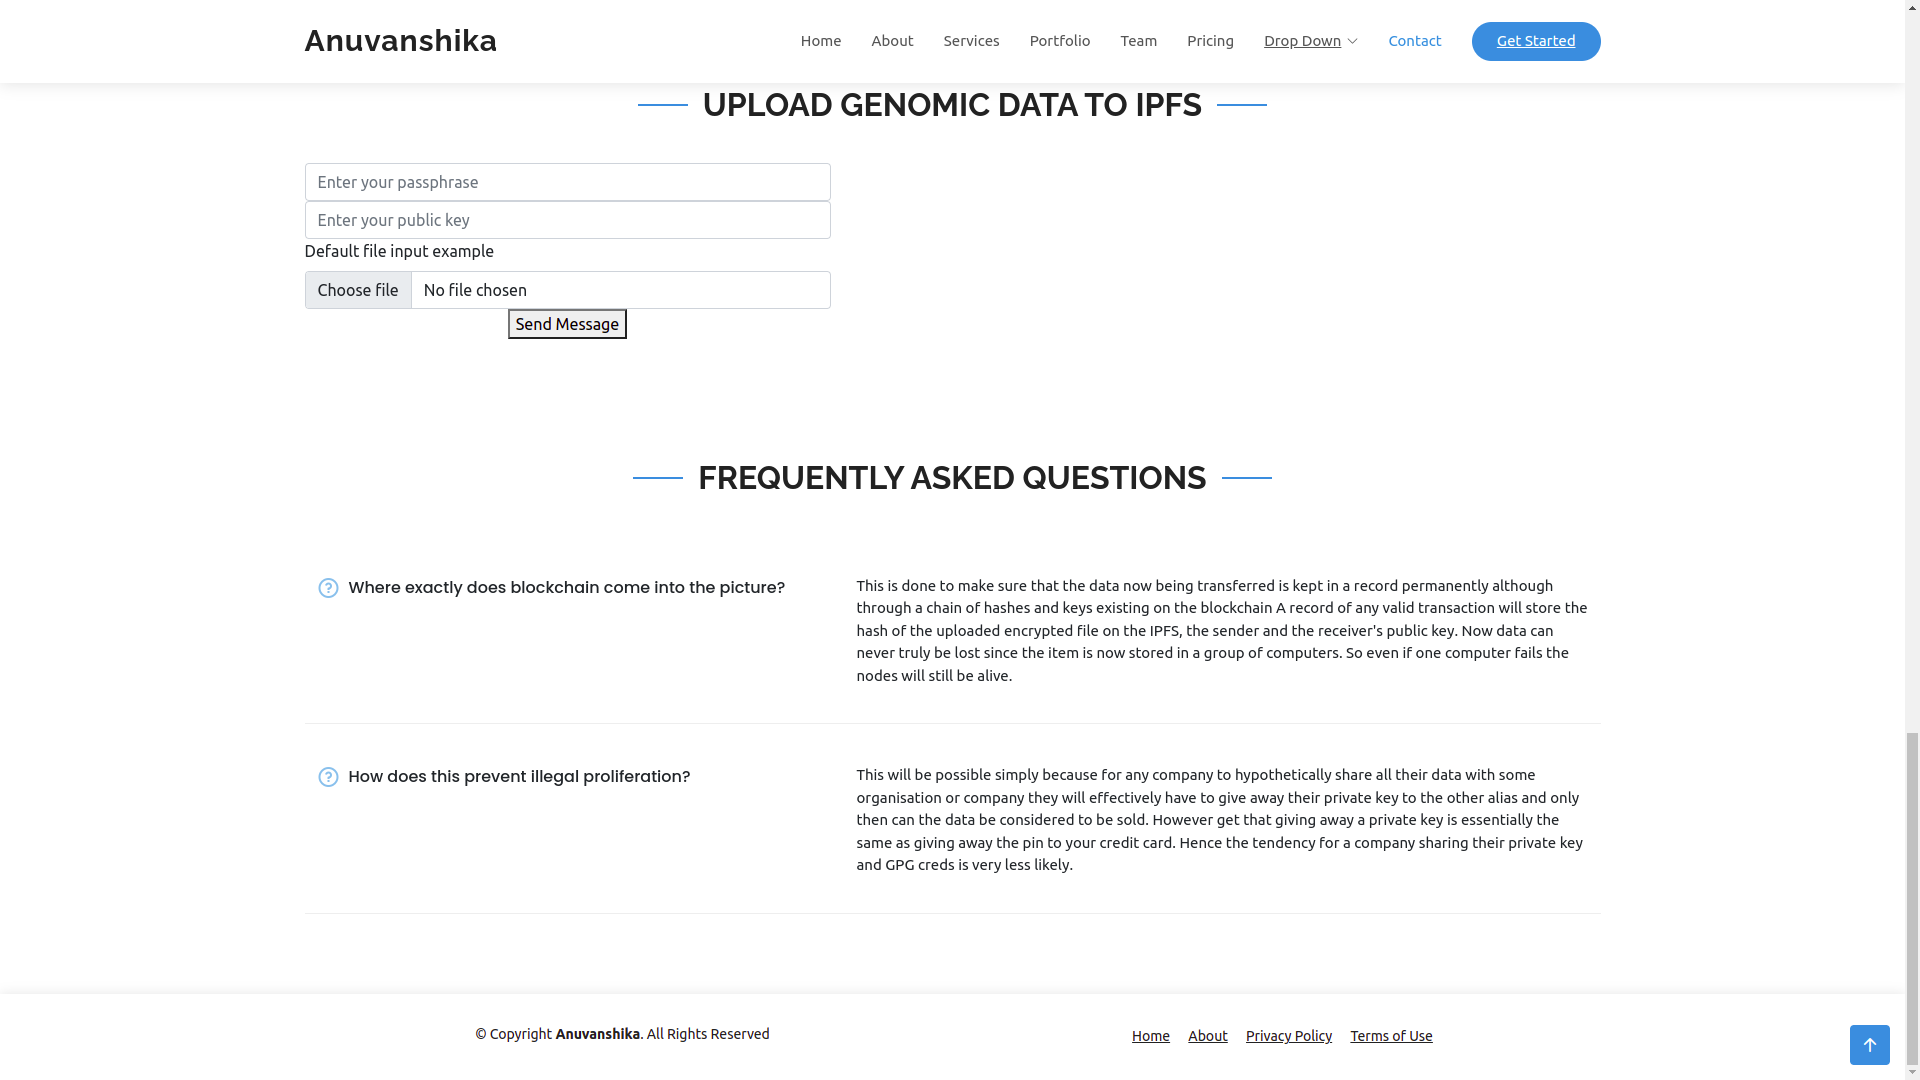 Anuvanshika
Home About Services Portfolio Team Pricing Drop Down Contact Get Started
UPLOAD GENOMIC DATA TO IPFS
Enter your passphrase
Enter your public key
Default file input example
Choose file No file chosen
Send Message
FREQUENTLY ASKED QUESTIONS
Where exactly does blockchain come into the picture?
This is done to make sure that the data now being transferred is kept in a record permanently although
through a chain of hashes and keys existing on the blockchain A record of any valid transaction will store the
hash of the uploaded encrypted file on the IPFS, the sender and the receiver's public key. Now data can
never truly be lost since the item is now stored in a group of computers. So even if one computer fails the
nodes will still be alive.
How does this prevent illegal proliferation?
This will be possible simply because for any company to hypothetically share all their data with some
organisation or company they will effectively have to give away their private key to the other alias and only
then can the data be considered to be sold. However get that giving away a private key is essentially the
same as giving away the pin to your credit card. Hence the tendency for a company sharing their private key
and GPG creds is very less likely.
© Copyright Anuvanshika. All Rights Reserved
Home About Privacy Policy Terms of Use